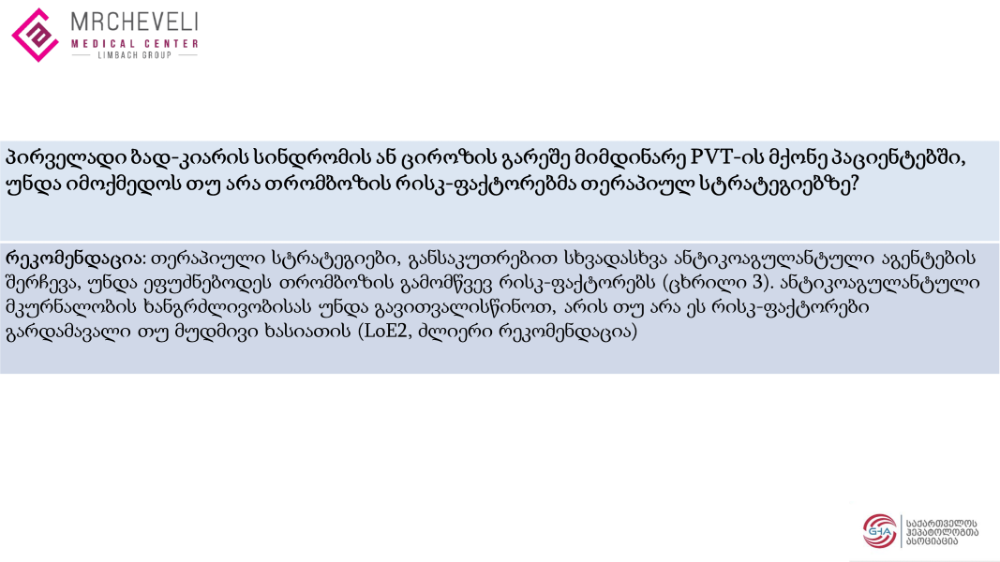 MRCHEVELI
MEDICAL CENTER
LIMBACH GROUP
პირველადი ბად-კიარის სინდრომის ან ციროზის გარეშე მიმდინარე PVT-ის მქონე პაციენტებში,
უნდა იმოქმედოს თუ არა თრომბოზის რისკ-ფაქტორებმა თერაპიულ სტრატეგიებზე?
რეკომენდაცია: თერაპიული სტრატეგიები, განსაკუთრებით სხვადასხვა ანტიკოაგულანტული აგენტების
შერჩევა, უნდა ეფუძნებოდეს თრომბოზის გამომწვევ რისკ-ფაქტორებს (ცხრილი 3). ანტიკოაგულანტული
მკურნალობის ხანგრძლივობისას უნდა გავითვალისწინოთ, არის თუ არა ეს რისკ-ფაქტორები
გარდამავალი თუ მუდმივი ხასიათის (LoE2, ძლიერი რეკომენდაცია)
GHA
საქართველოს
ჰეპატოლოგთა
ასოციაცია